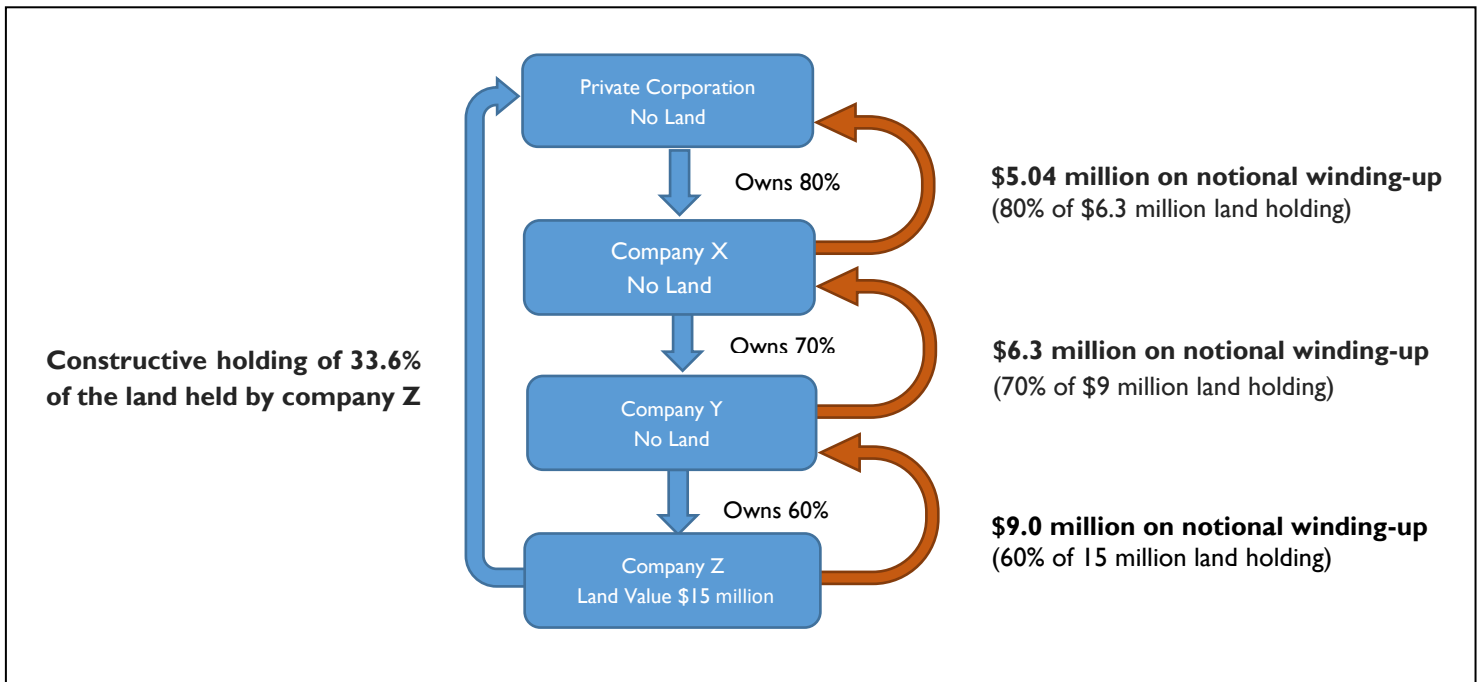 Private Corporation
No Land
Owns 80%
$5.04 million on notional winding-up
(80% of $6.3 million land holding)
Company X
No Land
Owns 70%
Constructive holding of 33.6%
of the land held by company Z
$6.3 million on notional winding-up
(70% of $9 million land holding)
Company Y
No Land
Owns 60%
$9.0 million on notional winding-up
(60% of 15 million land holding)
Company Z
Land Value $15 million